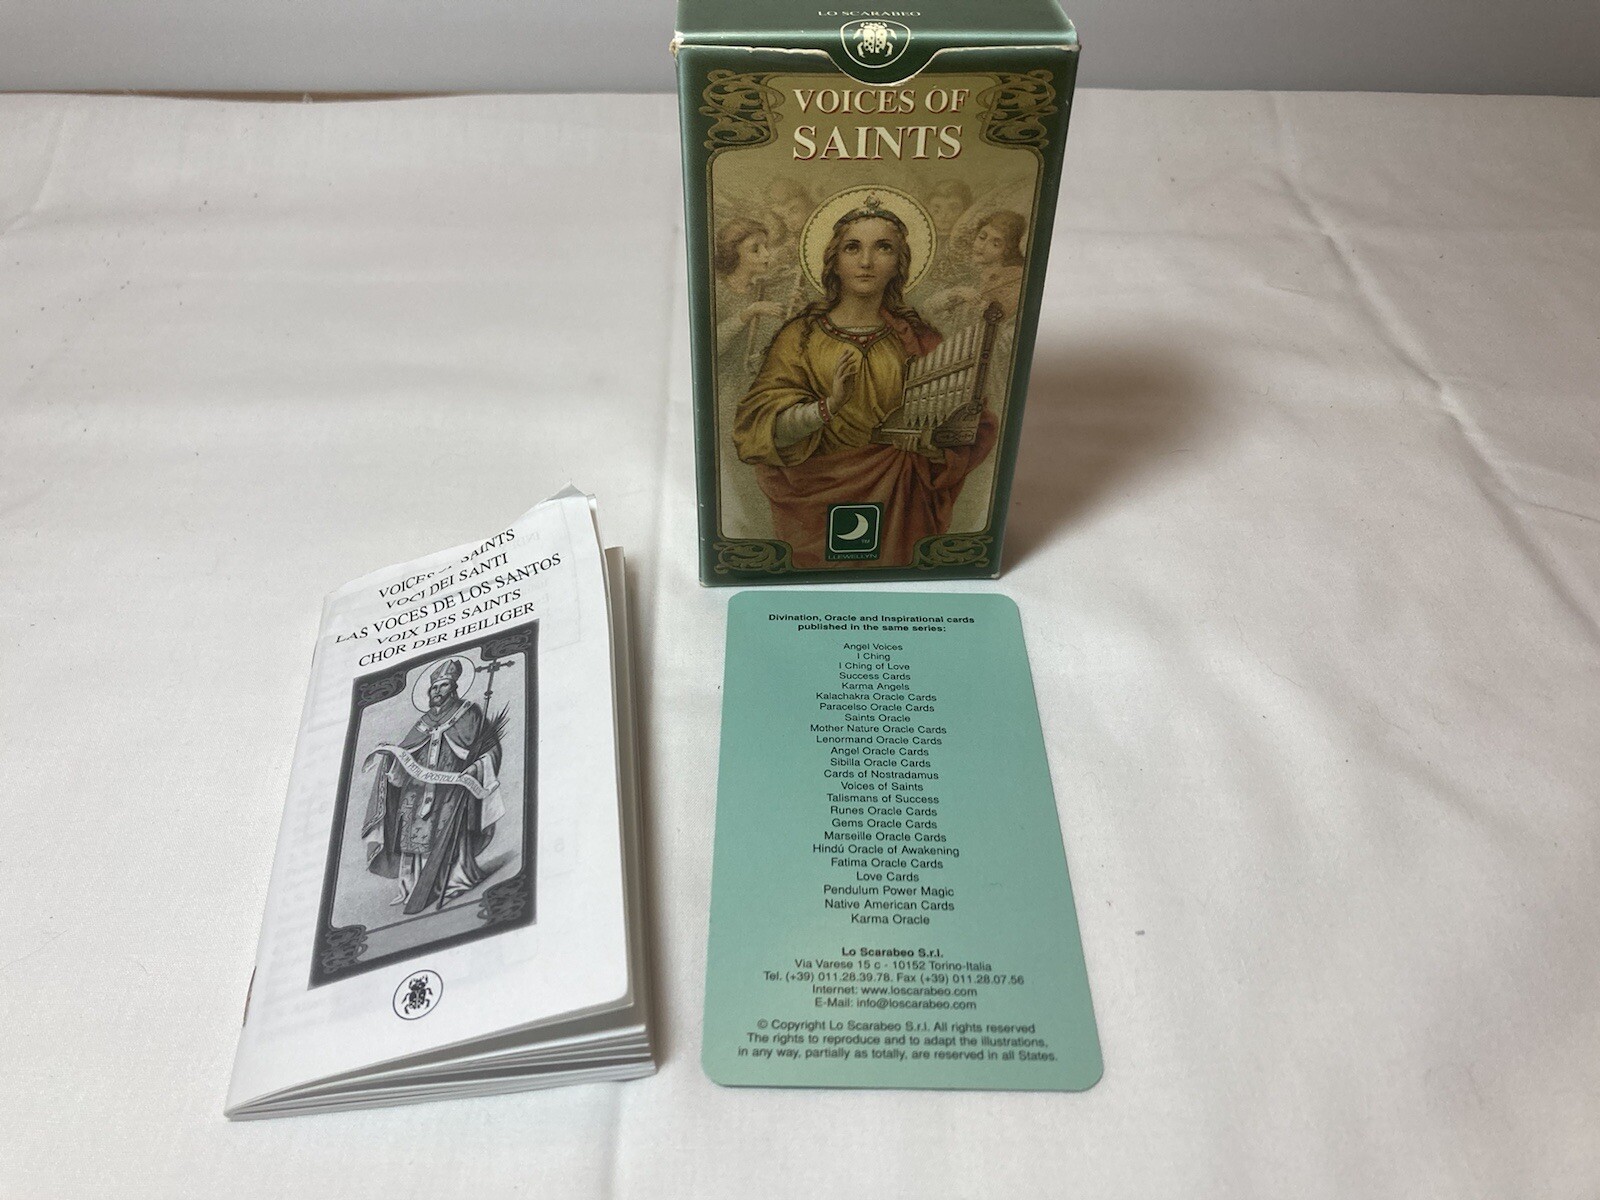 LO SCARABEO
VOICES OF
SAINTS
LLEWELLYN
TM
VOICES SAINTS
VOCI DEI SANTI
LAS VOCES DE LOS SANTOS
VOIX DES SAINTS
CHOR DER HEILIGER
APOSTOLI
Divination, Oracle and Inspirational cards
published in the same series:
Angel Voices
I Ching
I Ching of Love
Success Cards
Karma Angels
Kalachakra Oracle Cards
Paracelso Oracle Cards
Saints Oracle
Mother Nature Oracle Cards
Lenormand Oracle Cards
Angel Oracle Cards
Sibilla Oracle Cards
Cards of Nostradamus
Voices of Saints
Talismans of Success
Runes Oracle Cards
Gems Oracle Cards
Marseille Oracle Cards
Hindú Oracle of Awakening
Fatima Oracle Cards
Love Cards
Pendulum Power Magic
Native American Cards
Karma Oracle
Lo Scarabeo S.r.l.
Via Varese 15 c - 10152 Torino-Italia
Tel. (+39) 011.28.39.78. Fax (+39) 011.28.07.56
Internet: www.loscarabeo.com
E-Mail: info@loscarabeo.com
© Copyright Lo Scarabeo S.r.l. All rights reserved
The rights to reproduce and to adapt the illustrations,
in any way, partially as totally, are reserved in all States.